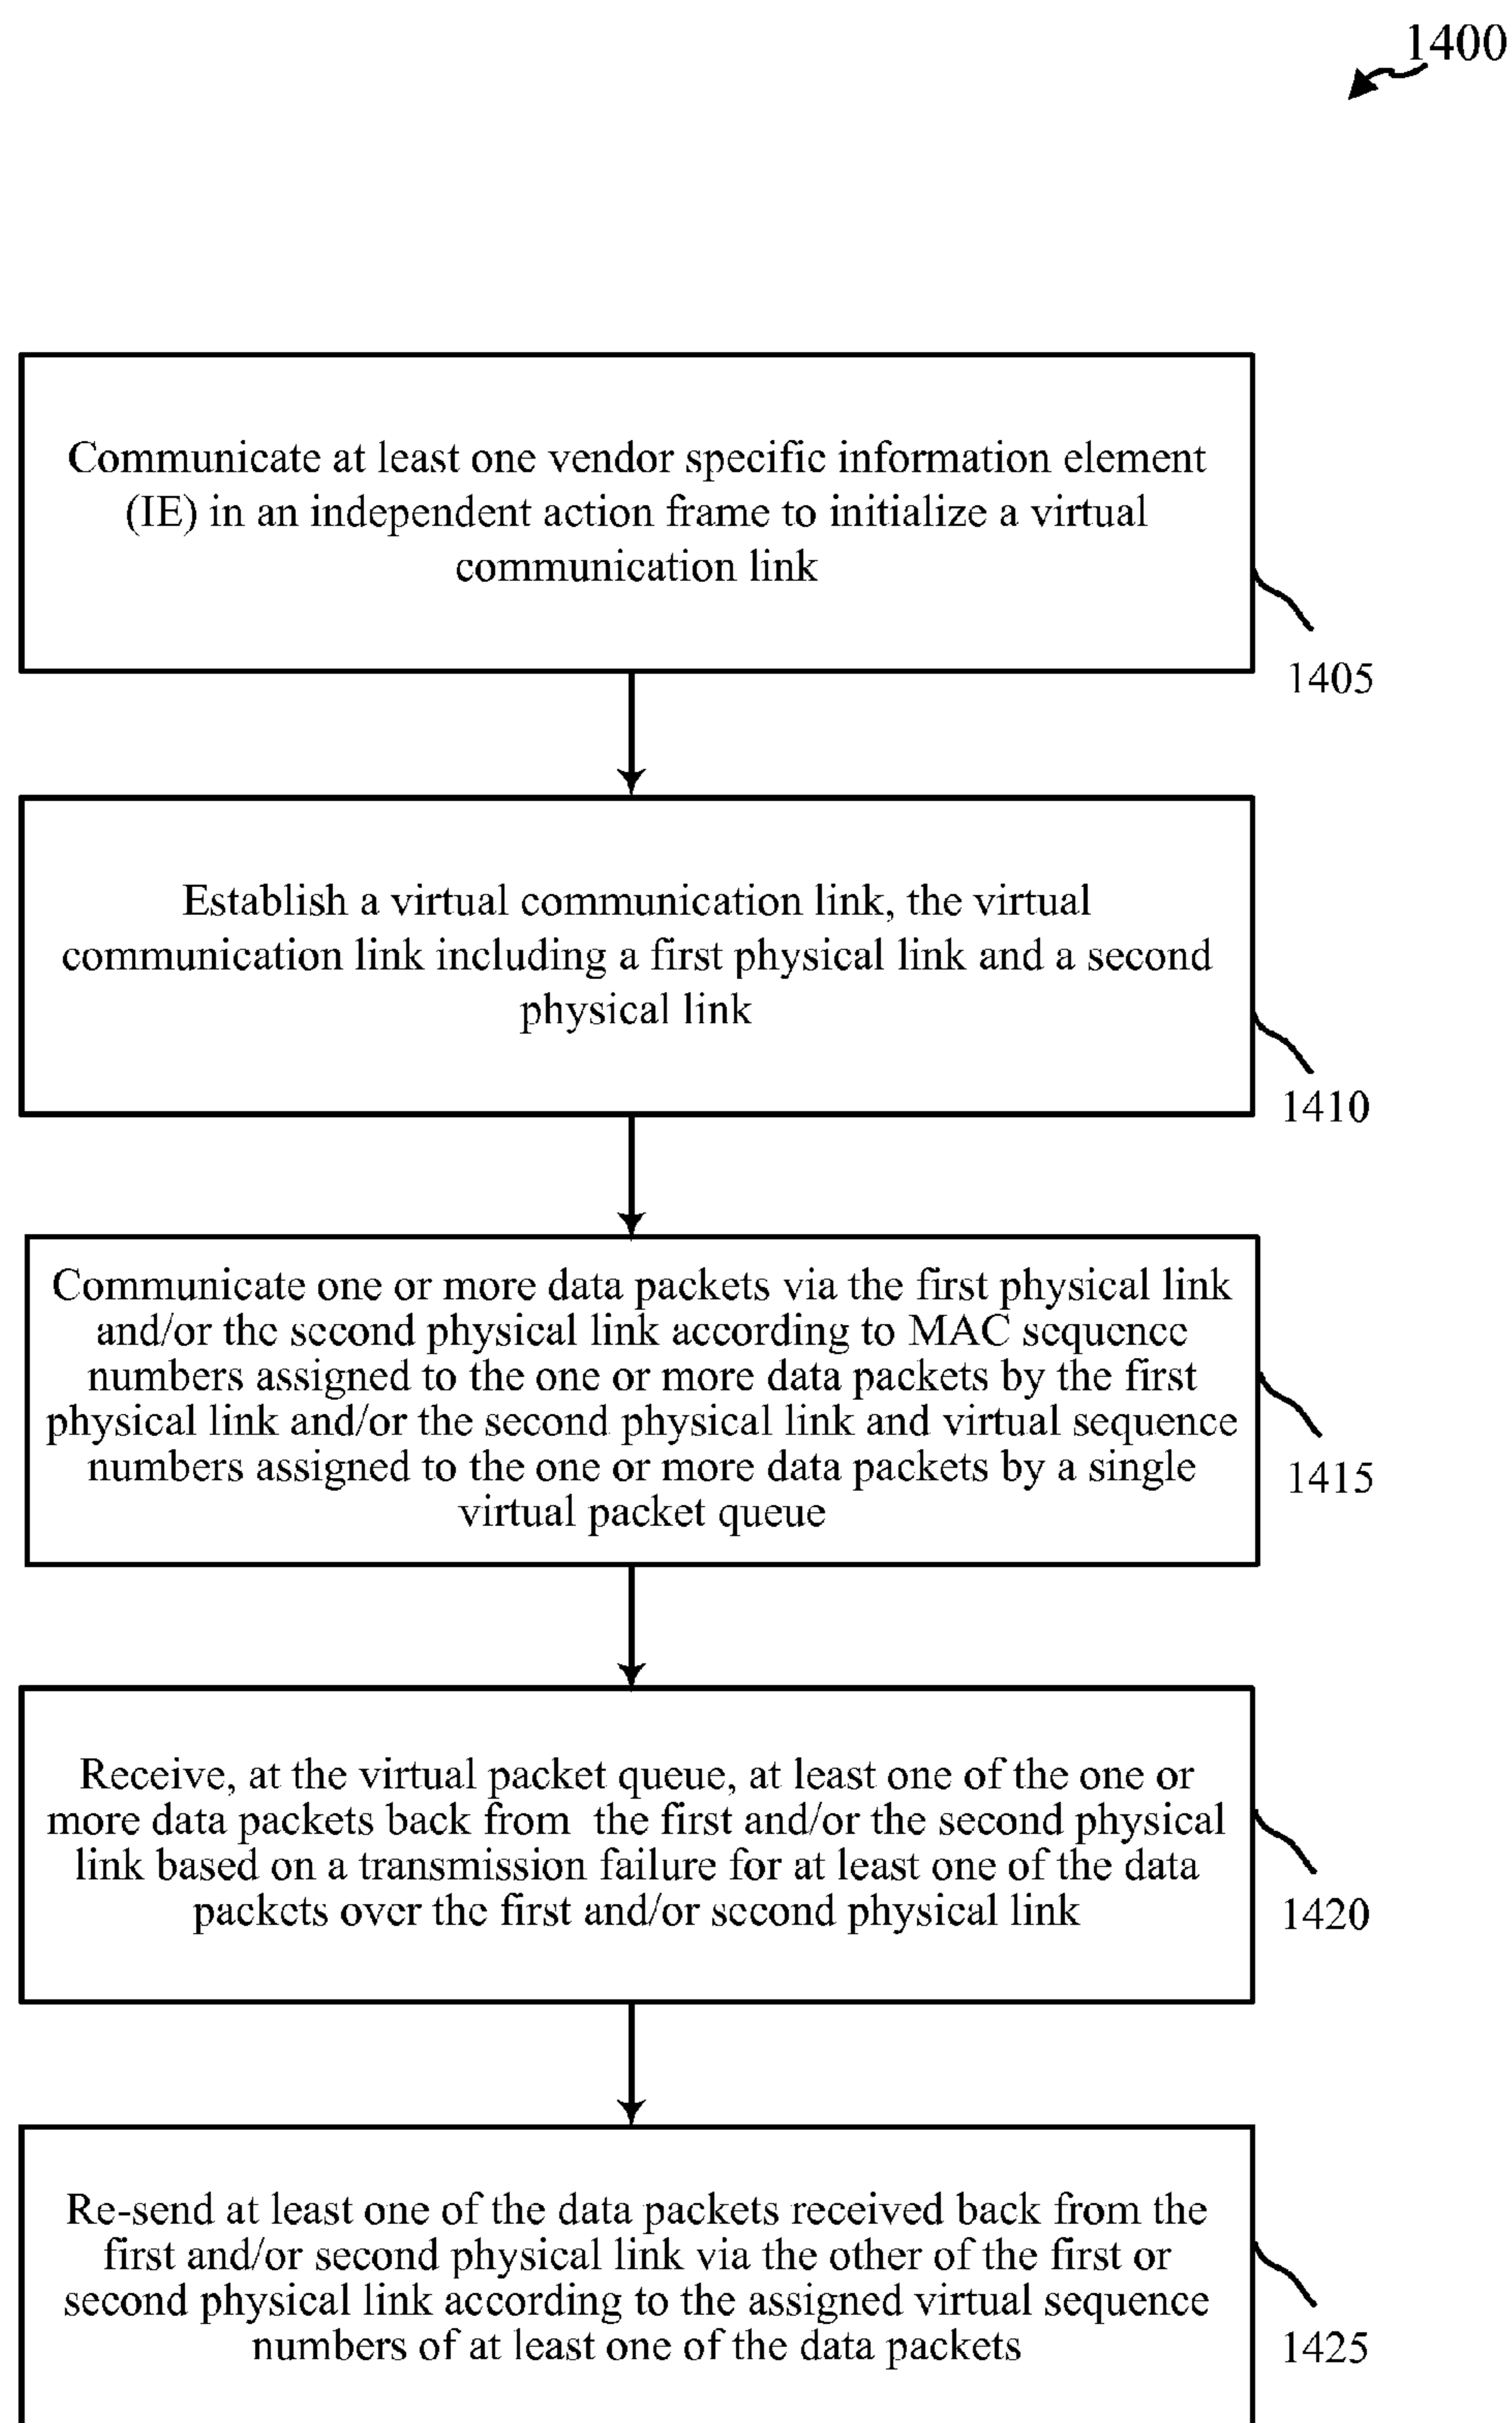 1400
Communicate at least one vendor specific information element
(IE) in an independent action frame to initialize a virtual
communication link
1405
Establish a virtual communication link, the virtual
communication link including a first physical link and a second
physical link
1410
Communicate one or more data packets via the first physical link
and/or the second physical link according to MAC sequence
numbers assigned to the one or more data packets by the first
physical link and/or the second physical link and virtual sequence
numbers assigned to the one or more data packets by a single
virtual packet queue
1415
Receive, at the virtual packet queue, at least one of the one or
more data packets back from the first and/or the second physical
link based on a transmission failure for at least one of the data
packets over the first and/or second physical link
1420
Re-send at least one of the data packets received back from the
first and/or second physical link via the other of the first or
second physical link according to the assigned virtual sequence
numbers of at least one of the data packets
1425